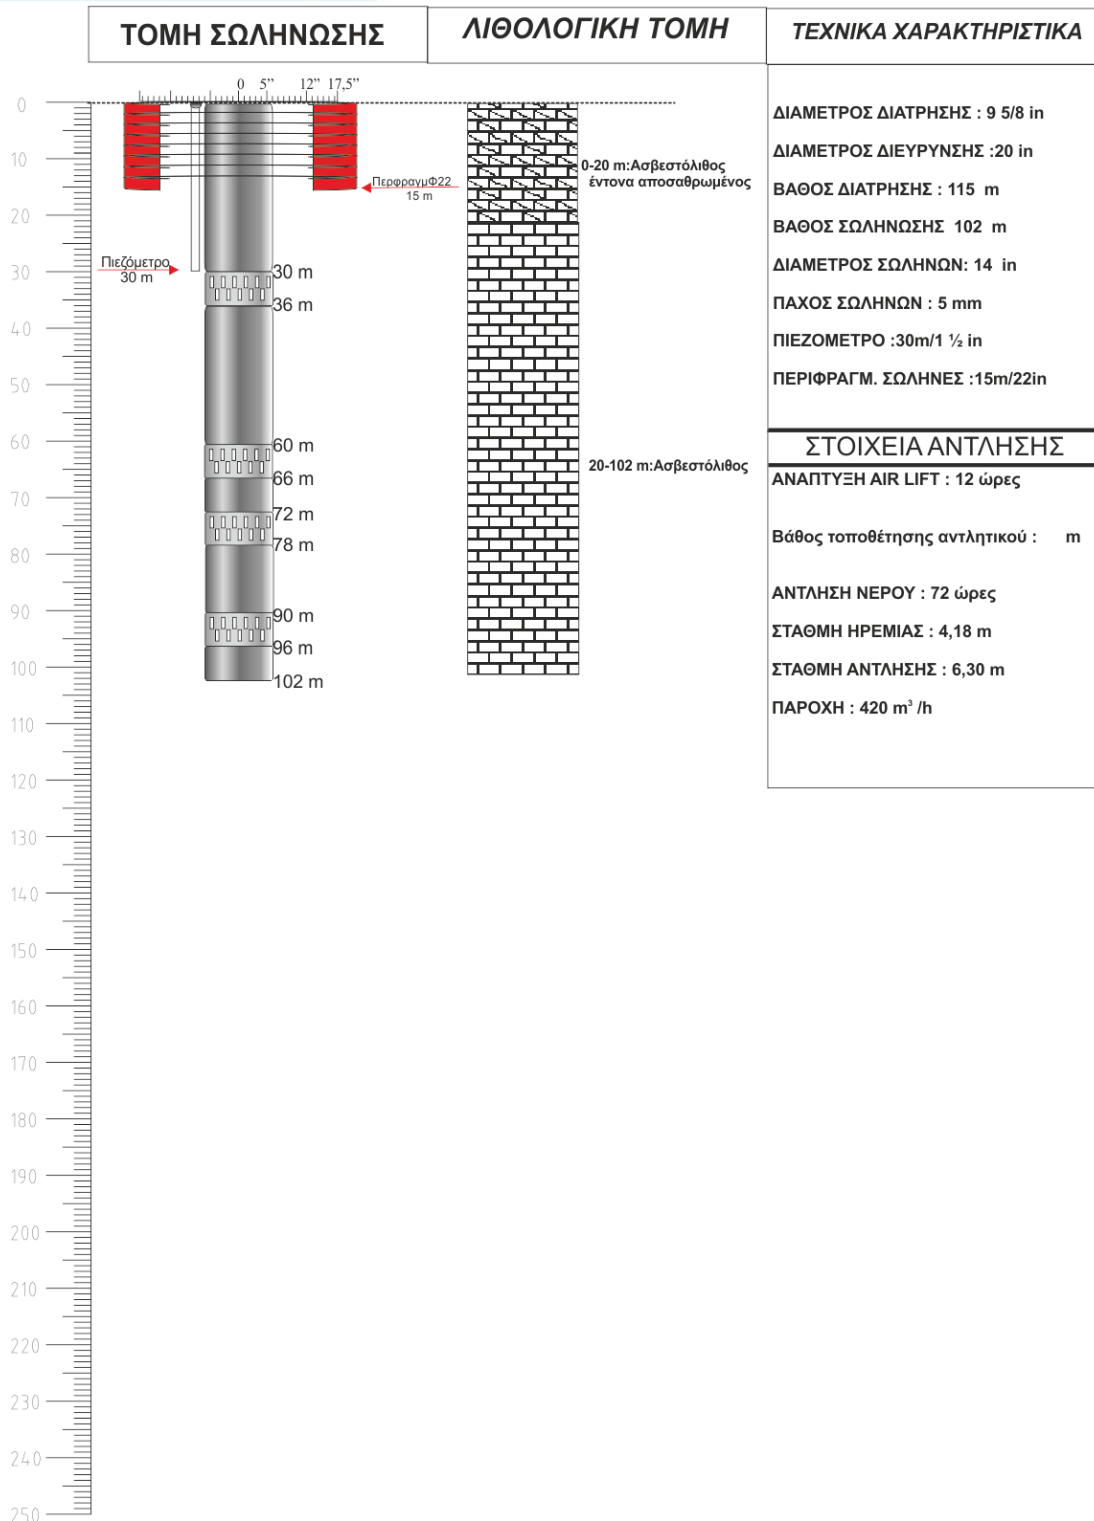 ΤΟΜΗ ΣΩΛΗΝΩΣΗΣ
ΛΙΘΟΛΟΓΙΚΗ ΤΟΜΗ
ΤΕΧΝΙΚΑ ΧΑΡΑΚΤΗΡΙΣΤΙΚΑ
0 5’’ 12’’ 17,5’’
0
10
20
30
40
50
60
70
80
90
100
110
120
130
140
150
160
170
180
190
200
210
220
230
240
250
ΠερφραγμΦ22
15 m
Πιεζόμετρο
30 m
30 m
36 m
60 m
66 m
72 m
78 m
90 m
96 m
102 m
0-20 m:Ασβεστόλιθος
έντονα αποσαθρωμένος
20-102 m:Ασβεστόλιθος
ΔΙΑΜΕΤΡΟΣ ΔΙΑΤΡΗΣΗΣ : 9 5/8 in
ΔΙΑΜΕΤΡΟΣ ΔΙΕΥΡΥΝΣΗΣ :20 in
ΒΑΘΟΣ ΔΙΑΤΡΗΣΗΣ : 115 m
ΒΑΘΟΣ ΣΩΛΗΝΩΣΗΣ 102 m
ΔΙΑΜΕΤΡΟΣ ΣΩΛΗΝΩΝ: 14 in
ΠΑΧΟΣ ΣΩΛΗΝΩΝ : 5 mm
ΠΙΕΖΟΜΕΤΡΟ :30m/1 ½ in
ΠΕΡΙΦΡΑΓΜ. ΣΩΛΗΝΕΣ :15m/22in
ΣΤΟΙΧΕΙΑ ΑΝΤΛΗΣΗΣ
ΑΝΑΠΤΥΞΗ AIR LIFT : 12 ώρες
Βάθος τοποθέτησης αντλητικού : m
ΑΝΤΛΗΣΗ ΝΕΡΟΥ : 72 ώρες
ΣΤΑΘΜΗ ΗΡΕΜΙΑΣ : 4,18 m
ΣΤΑΘΜΗ ΑΝΤΛΗΣΗΣ : 6,30 m
ΠΑΡΟΧΗ : 420 m³ /h